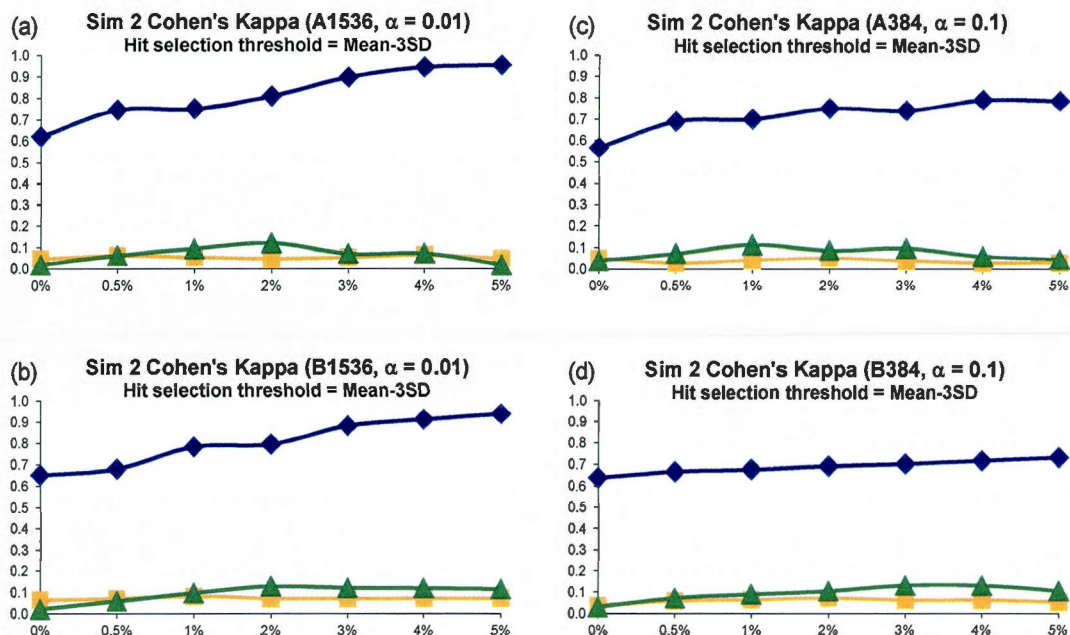 (a)
Sim 2 Cohen's Kappa (A1536, α = 0.01)
Hit selection threshold = Mean-3SD
1.0
0.9
0.8
0.7
0.6
0.5
0.4
0.3
0.2
0.1
0.0
0% 0.5% 1% 2% 3% 4% 5%
(c)
Sim 2 Cohen's Kappa (A384, α = 0.1)
Hit selection threshold = Mean-3SD
1.0
0.9
0.8
0.7
0.6
0.5
0.4
0.3
0.2
0.1
0.0
0% 0.5% 1% 2% 3% 4% 5%
(b)
Sim 2 Cohen's Kappa (B1536, α = 0.01)
Hit selection threshold = Mean-3SD
1.0
0.9
0.8
0.7
0.6
0.5
0.4
0.3
0.2
0.1
0.0
0% 0.5% 1% 2% 3% 4% 5%
(d)
Sim 2 Cohen's Kappa (B384, α = 0.1)
Hit selection threshold = Mean-3SD
1.0
0.9
0.8
0.7
0.6
0.5
0.4
0.3
0.2
0.1
0.0
0% 0.5% 1% 2% 3% 4% 5%